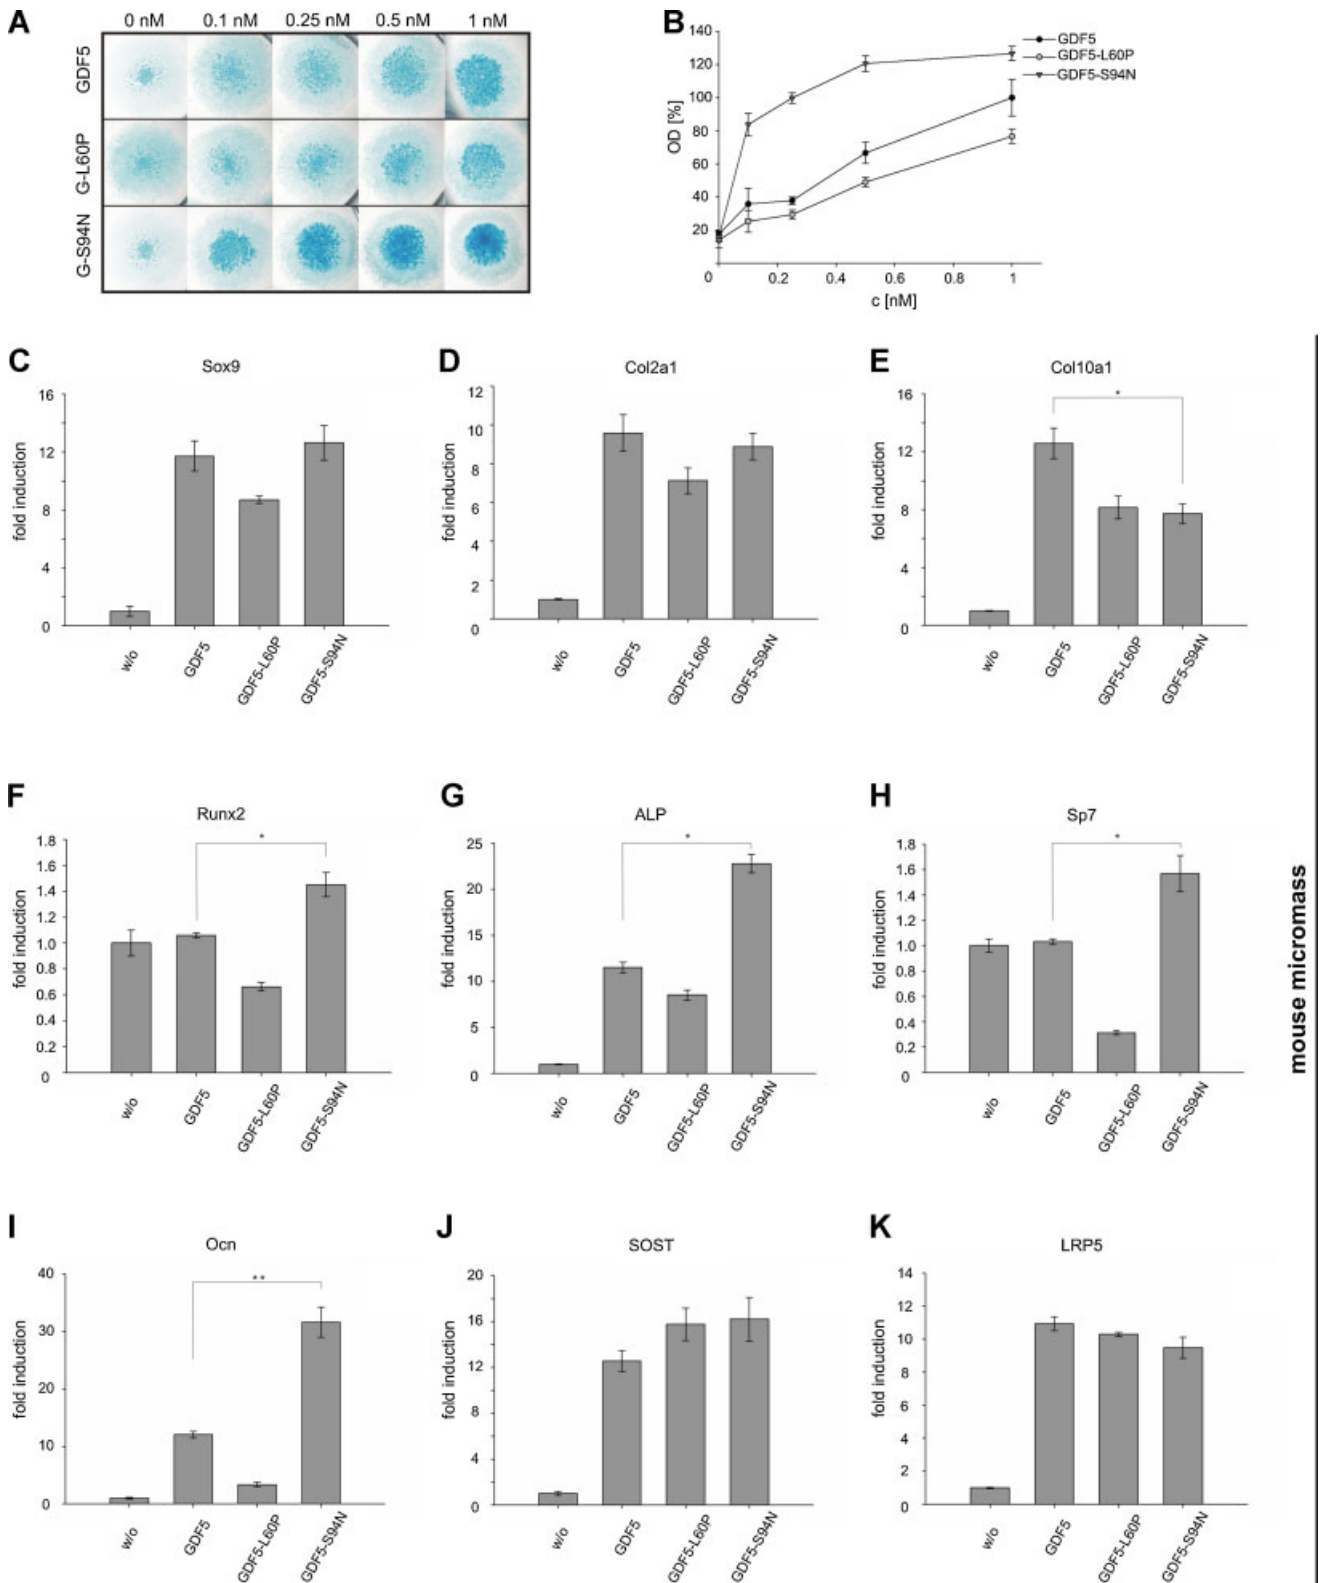 A
0 nM 0.1 nM 0.25 nM 0.5 nM 1 nM
GDF5
G-L60P
G-S94N
B
OD [%]
140
120
100
80
60
40
20
0
0.2 0.4 0.6 0.8 1
c [nM]
GDF5
GDF5-L60P
GDF5-S94N
C
Sox9
fold induction
16
12
8
4
0
w/o GDF5 GDF5-L60P GDF5-S94N
D
Col2a1
fold induction
12
10
8
6
4
2
0
w/o GDF5 GDF5-L60P GDF5-S94N
E
Col10a1
fold induction
16
12
8
4
0
*
w/o GDF5 GDF5-L60P GDF5-S94N
F
Runx2
fold induction
1.8
1.6
1.4
1.2
1.0
0.8
0.6
0.4
0.2
0
*
w/o GDF5 GDF5-L60P GDF5-S94N
G
ALP
fold induction
25
20
15
10
5
0
*
w/o GDF5 GDF5-L60P GDF5-S94N
H
Sp7
fold induction
1.8
1.6
1.4
1.2
1.0
0.8
0.6
0.4
0.2
0
*
w/o GDF5 GDF5-L60P GDF5-S94N
mouse micromass
I
Ocn
fold induction
40
30
20
10
0
**
w/o GDF5 GDF5-L60P GDF5-S94N
J
SOST
fold induction
20
16
12
8
4
0
w/o GDF5 GDF5-L60P GDF5-S94N
K
LRP5
fold induction
14
12
10
8
6
4
2
0
w/o GDF5 GDF5-L60P GDF5-S94N